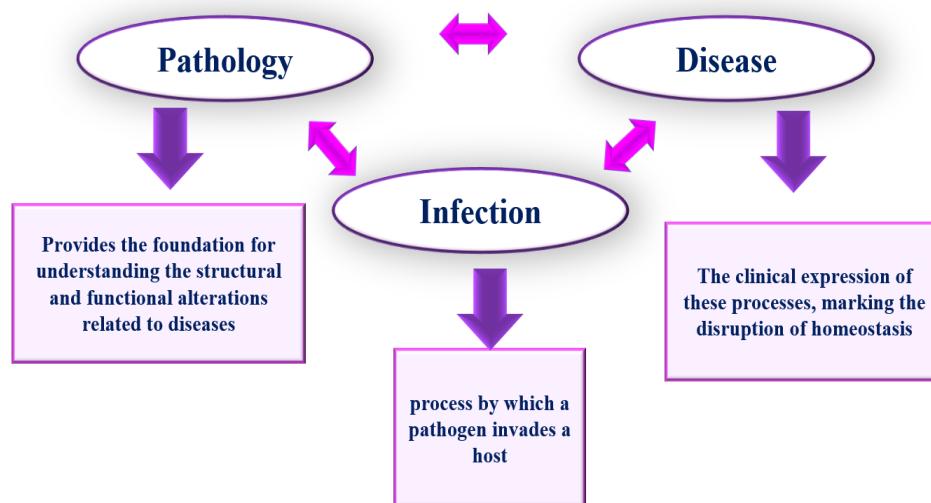 Pathology
Disease
Infection
Provides the foundation for
understanding the structural
and functional alterations
related to diseases
The clinical expression of
these processes, marking the
disruption of homeostasis
process by which a
pathogen invades a
host